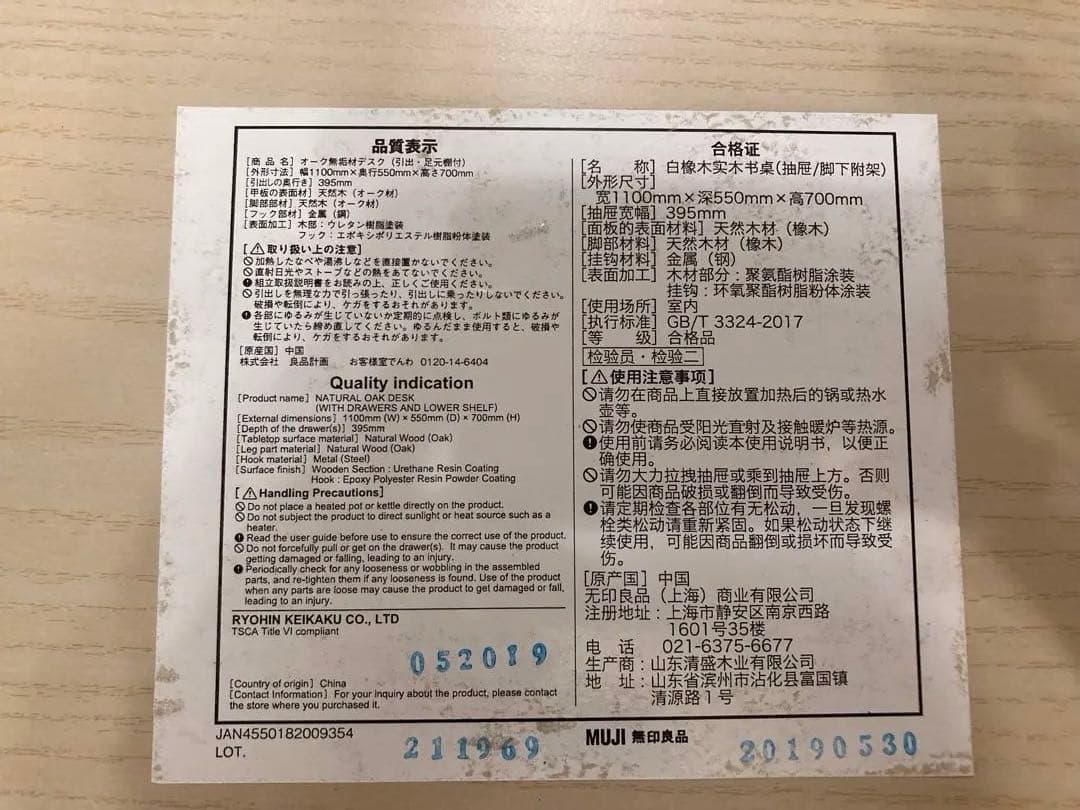 品質表示
[商 品 名] オーク無垢材デスク（引出・足元棚付）
[外形寸法] 幅1100mm×奥行550mm×高さ700mm
[引出しの奥行き] 395mm
[甲板の表面材] 天然木（オーク材）
[脚部部材] 天然木（オーク材）
[フック部材] 金属（鋼）
[表面加工] 木部：ウレタン樹脂塗装
フック：エポキシポリエステル樹脂粉体塗装
[⚠取り扱い上の注意]
加熱したなべや湯沸しなどを直接置かないでください。
直射日光やストーブなどの熱をあてないでください。
組立取扱説明書をお読みの上、正しくご使用ください。
引出しを無理な力で引っ張ったり、引出しに乗ったりしないでください。
破損や転倒により、ケガをするおそれがあります。
各部にゆるみが生じていないか定期的に点検し、ボルト類にゆるみが
生じていたら締め直してください。ゆるんだまま使用すると、破損や
転倒により、ケガをするおそれがあります。
[原産国] 中国
株式会社 良品計画 お客様室でんわ 0120-14-6404
Quality indication
[Product name] NATURAL OAK DESK
(WITH DRAWERS AND LOWER SHELF)
[External dimensions] 1100mm (W) × 550mm (D) × 700mm (H)
[Depth of the drawer(s)] 395mm
[Tabletop surface material] Natural Wood (Oak)
[Leg part material] Natural Wood (Oak)
[Hook material] Metal (Steel)
[Surface finish] Wooden Section : Urethane Resin Coating
Hook : Epoxy Polyester Resin Powder Coating
[⚠Handling Precautions]
Do not place a heated pot or kettle directly on the product.
Do not subject the product to direct sunlight or heat source such as a
heater.
Read the user guide before use to ensure the correct use of the product.
Do not forcefully pull or get on the drawer(s). It may cause the product
getting damaged or falling, leading to an injury.
Periodically check for any looseness or wobbling in the assembled
parts, and re-tighten them if any looseness is found. Use of the product
when any parts are loose may cause the product to get damaged or fall,
leading to an injury.
RYOHIN KEIKAKU CO., LTD
TSCA Title VI compliant
052019
[Country of origin] China
[Contact Information] For your inquiry about the product, please contact
the store where you purchased it.
合格证
[名 称] 白橡木实木书桌(抽屉/脚下附架)
[外形尺寸]
宽1100mm×深550mm×高700mm
[抽屉宽幅] 395mm
[面板的表面材料] 天然木材（橡木）
[脚部材料] 天然木材（橡木）
[挂钩材料] 金属（钢）
[表面加工] 木材部分：聚氨酯树脂涂装
挂钩：环氧聚酯树脂粉体涂装
[使用场所] 室内
[执行标准] GB/T 3324-2017
[等 级] 合格品
检验员・检验二
[⚠使用注意事项]
请勿在商品上直接放置加热后的锅或热水
壶等。
请勿使商品受阳光直射及接触暖炉等热源。
使用前请务必阅读本使用说明书，以便正
确使用。
请勿大力拉拽抽屉或乘到抽屉上方。否则
可能因商品破损或翻倒而导致受伤。
请定期检查各部位有无松动，一旦发现螺
栓类松动请重新紧固。如果松动状态下继
续使用，可能因商品翻倒或损坏而导致受
伤。
[原产国] 中国
无印良品（上海）商业有限公司
注册地址：上海市静安区南京西路
1601号35楼
电 话 021-6375-6677
生产商：山东清盛木业有限公司
地 址：山东省滨州市沾化县富国镇
清源路１号
JAN4550182009354
LOT.
211969
MUJI 無印良品
20190530